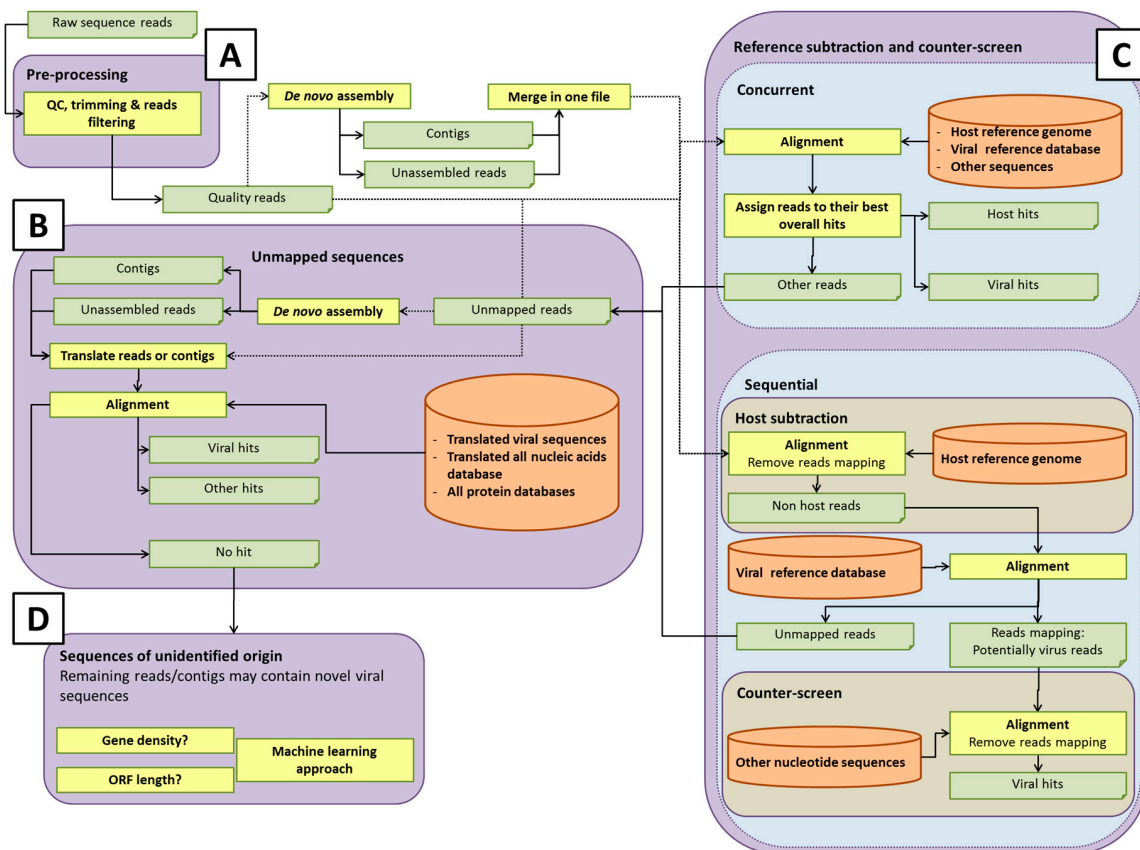 Raw sequence reads
A
Pre-processing
QC, trimming & reads
filtering
Quality reads
De novo assembly
Contigs
Unassembled reads
Merge in one file
B
Unmapped sequences
Contigs
Unassembled reads
De novo assembly
Unmapped reads
Translate reads or contigs
Alignment
Viral hits
Other hits
- Translated viral sequences
- Translated all nucleic acids
database
- All protein databases
No hit
D
Sequences of unidentified origin
Remaining reads/contigs may contain novel viral
sequences
Gene density?
ORF length?
Machine learning
approach
Reference subtraction and counter-screen
C
Concurrent
Alignment
- Host reference genome
- Viral reference database
- Other sequences
Assign reads to their best
overall hits
Host hits
Other reads
Viral hits
Sequential
Host subtraction
Alignment
Remove reads mapping
Host reference genome
Non host reads
Viral reference database
Alignment
Unmapped reads
Reads mapping:
Potentially virus reads
Counter-screen
Alignment
Remove reads mapping
Other nucleotide sequences
Viral hits